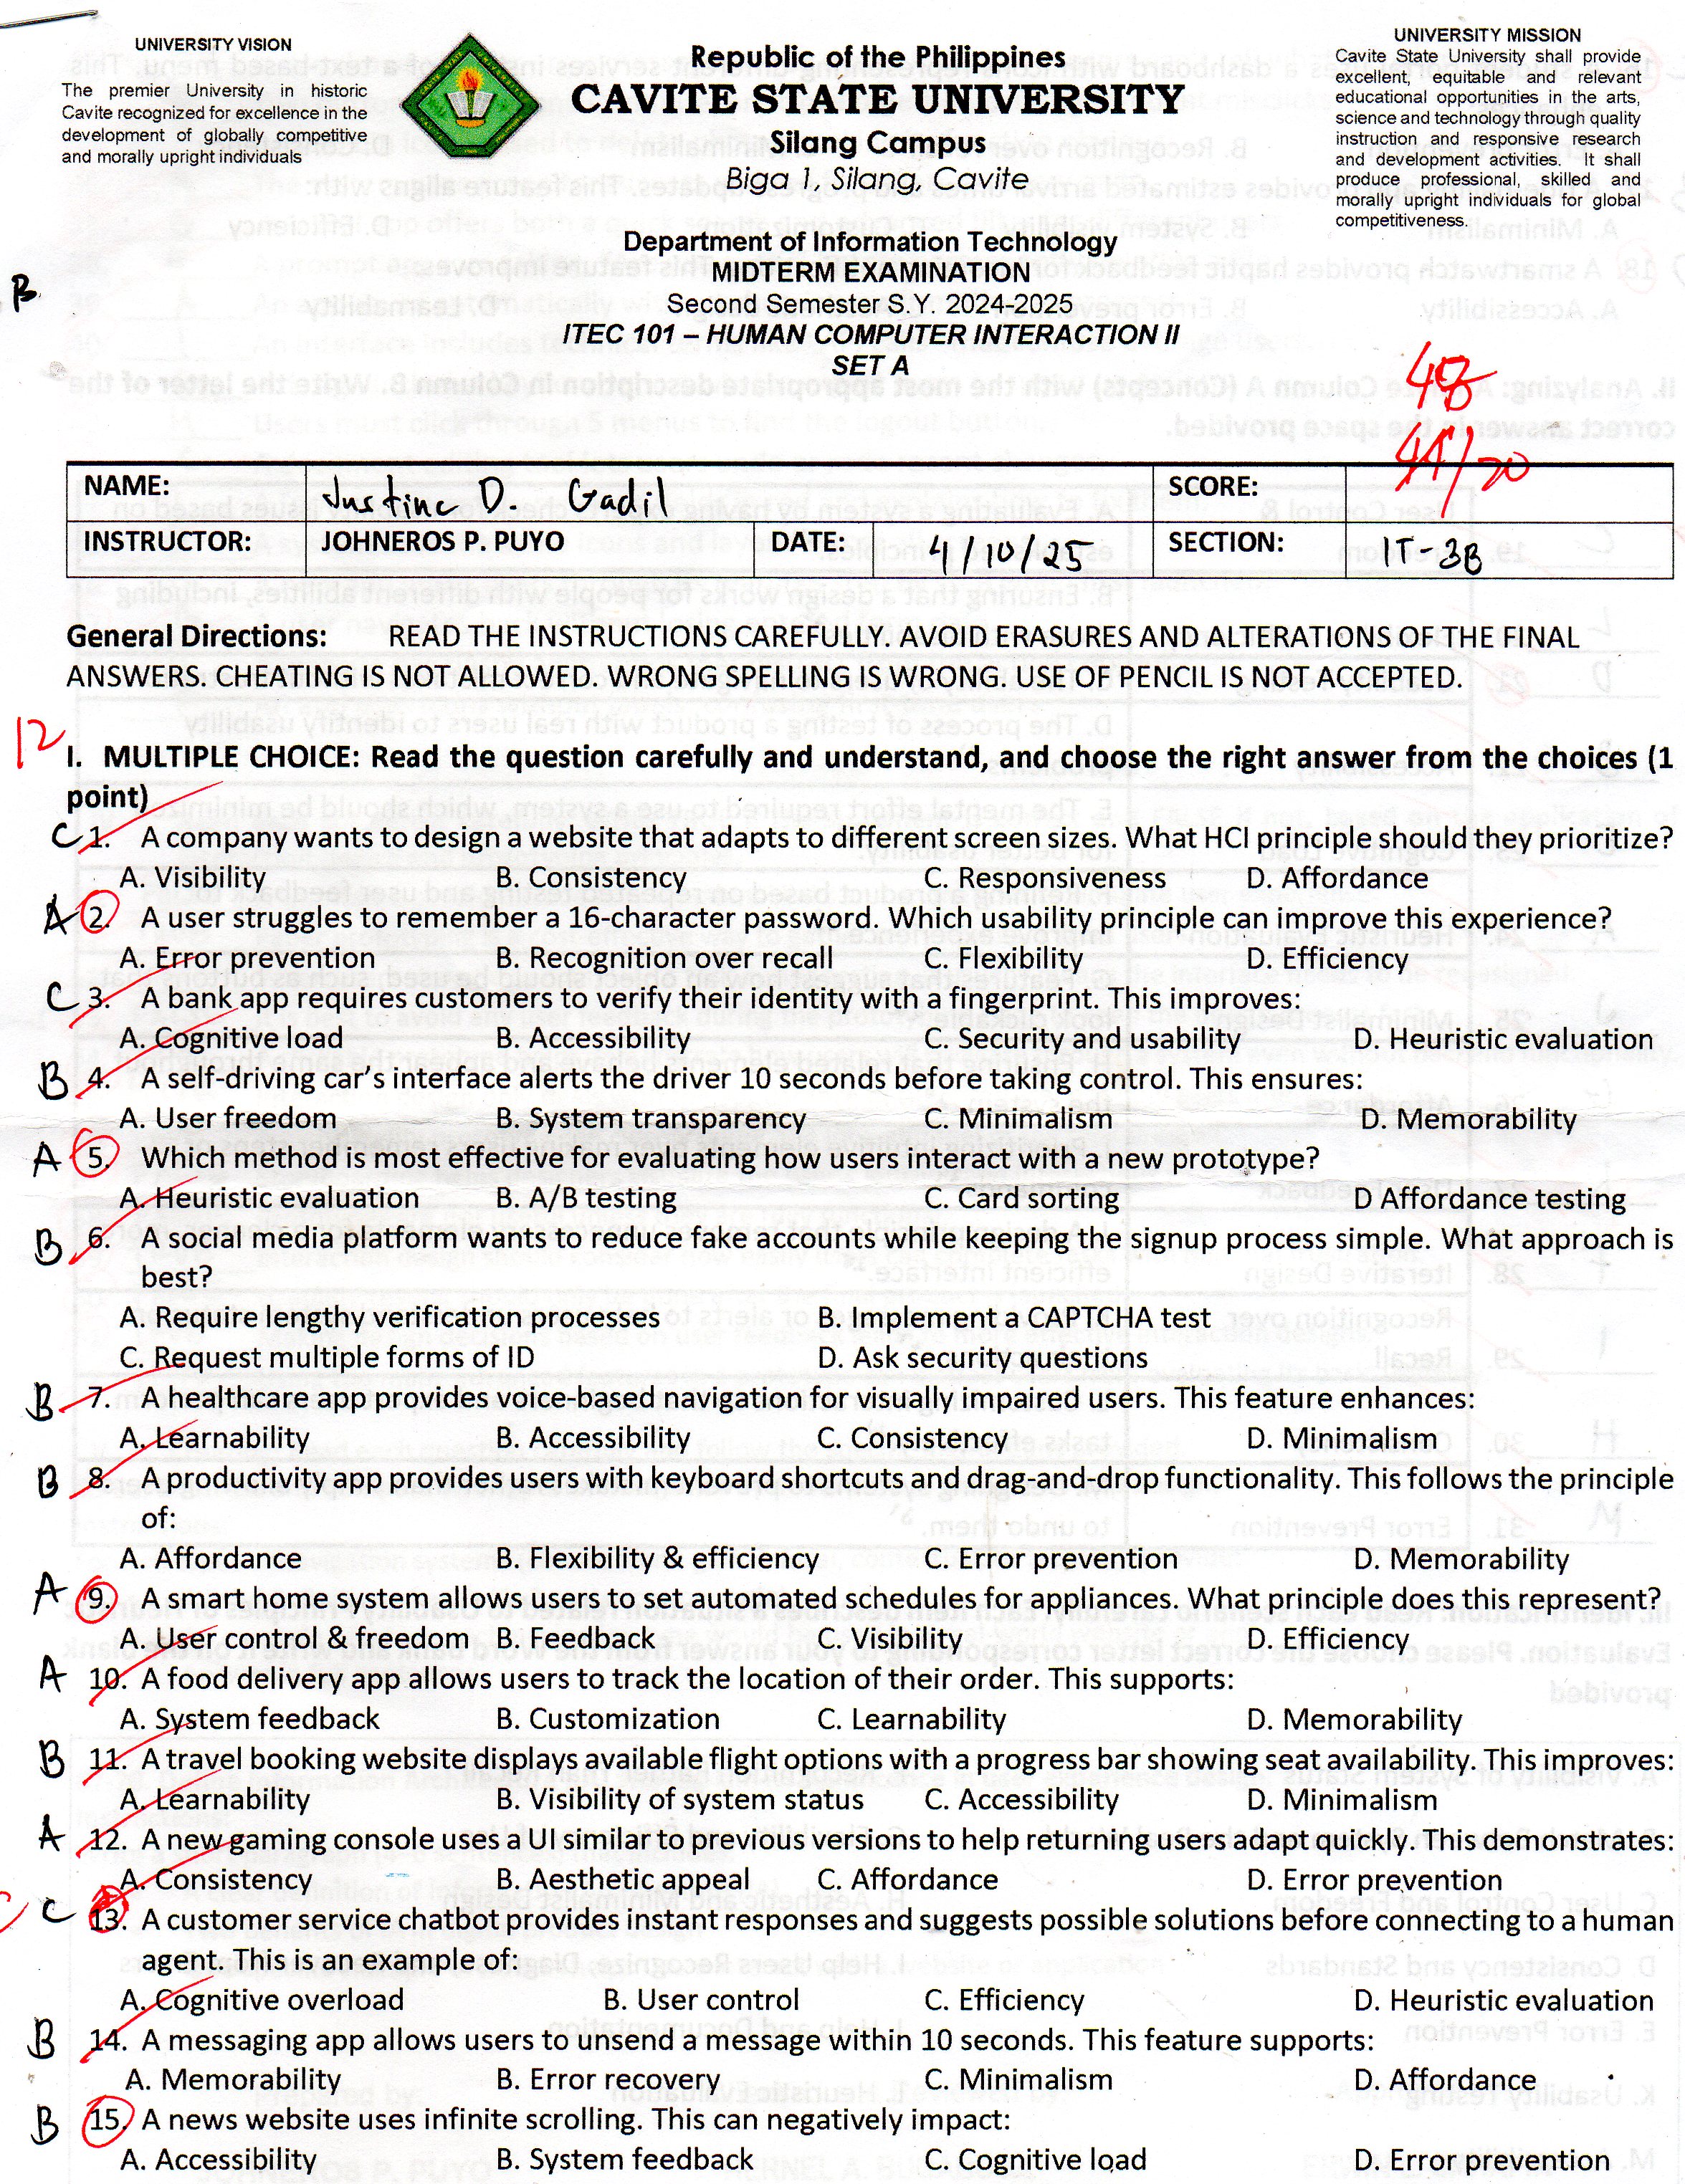 UNIVERSITY VISION
The premier University in historic
Cavite recognized for excellence in the
development of globally competitive
and morally upright individuals
Republic of the Philippines
CAVITE STATE UNIVERSITY
Silang Campus
Biga 1, Silang, Cavite
UNIVERSITY MISSION
Cavite State University shall provide
excellent, equitable and relevant
educational opportunities in the arts,
science and technology through quality
instruction and responsive research
and development activities. It shall
produce professional, skilled and
morally upright individuals for global
competitiveness.
Department of Information Technology
MIDTERM EXAMINATION
B
Second Semester S.Y. 2024-2025
ITEC 101 – HUMAN COMPUTER INTERACTION II
SET A
NAME: Justine D. Gadil SCORE:
INSTRUCTOR: JOHNEROS P. PUYO DATE: 4/10/25 SECTION: IT-3B
General Directions: READ THE INSTRUCTIONS CAREFULLY. AVOID ERASURES AND ALTERATIONS OF THE FINAL
ANSWERS. CHEATING IS NOT ALLOWED. WRONG SPELLING IS WRONG. USE OF PENCIL IS NOT ACCEPTED.
12
I. MULTIPLE CHOICE: Read the question carefully and understand, and choose the right answer from the choices (1
point)
C 1. A company wants to design a website that adapts to different screen sizes. What HCI principle should they prioritize?
A. Visibility B. Consistency C. Responsiveness D. Affordance
A 2. A user struggles to remember a 16-character password. Which usability principle can improve this experience?
A. Error prevention B. Recognition over recall C. Flexibility D. Efficiency
C 3. A bank app requires customers to verify their identity with a fingerprint. This improves:
A. Cognitive load B. Accessibility C. Security and usability D. Heuristic evaluation
B 4. A self-driving car's interface alerts the driver 10 seconds before taking control. This ensures:
A. User freedom B. System transparency C. Minimalism D. Memorability
A 5. Which method is most effective for evaluating how users interact with a new prototype?
A. Heuristic evaluation B. A/B testing C. Card sorting D Affordance testing
B 6. A social media platform wants to reduce fake accounts while keeping the signup process simple. What approach is
best?
A. Require lengthy verification processes B. Implement a CAPTCHA test
C. Request multiple forms of ID D. Ask security questions
B 7. A healthcare app provides voice-based navigation for visually impaired users. This feature enhances:
A. Learnability B. Accessibility C. Consistency D. Minimalism
B 8. A productivity app provides users with keyboard shortcuts and drag-and-drop functionality. This follows the principle
of:
A. Affordance B. Flexibility & efficiency C. Error prevention D. Memorability
A 9. A smart home system allows users to set automated schedules for appliances. What principle does this represent?
A. User control & freedom B. Feedback C. Visibility D. Efficiency
A 10. A food delivery app allows users to track the location of their order. This supports:
A. System feedback B. Customization C. Learnability D. Memorability
B 11. A travel booking website displays available flight options with a progress bar showing seat availability. This improves:
A. Learnability B. Visibility of system status C. Accessibility D. Minimalism
A 12. A new gaming console uses a UI similar to previous versions to help returning users adapt quickly. This demonstrates:
A. Consistency B. Aesthetic appeal C. Affordance D. Error prevention
C 13. A customer service chatbot provides instant responses and suggests possible solutions before connecting to a human
agent. This is an example of:
A. Cognitive overload B. User control C. Efficiency D. Heuristic evaluation
B 14. A messaging app allows users to unsend a message within 10 seconds. This feature supports:
A. Memorability B. Error recovery C. Minimalism D. Affordance
B 15. A news website uses infinite scrolling. This can negatively impact:
A. Accessibility B. System feedback C. Cognitive load D. Error prevention